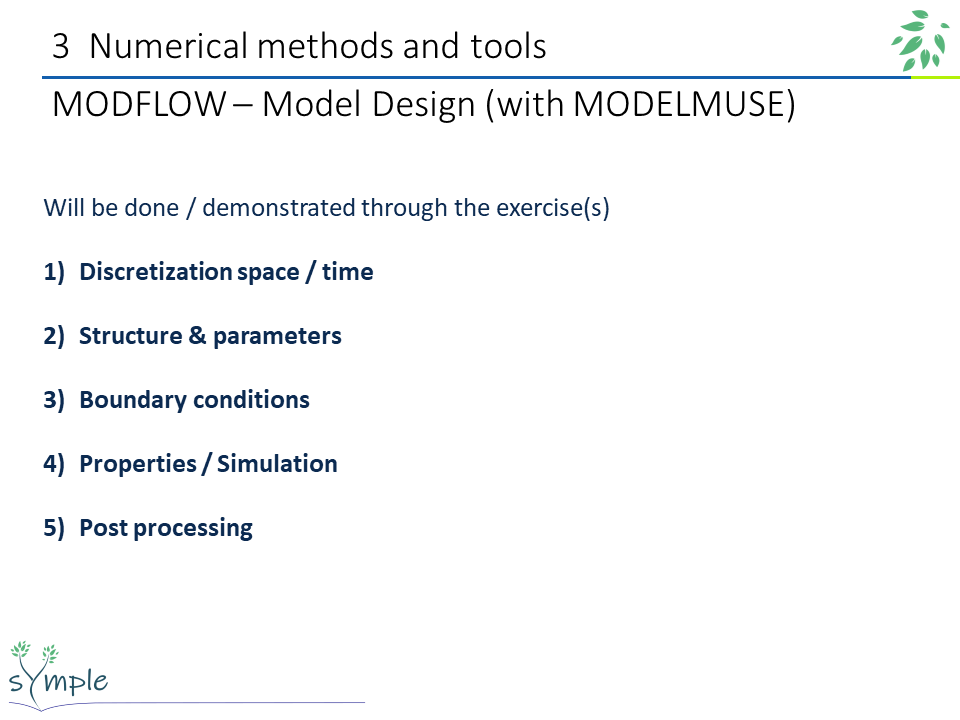 3 Numerical methods and tools
MODFLOW – Model Design (with MODELMUSE)
Will be done / demonstrated through the exercise(s)
1) Discretization space / time
2) Structure & parameters
3) Boundary conditions
4) Properties / Simulation
5) Post processing
sYmple